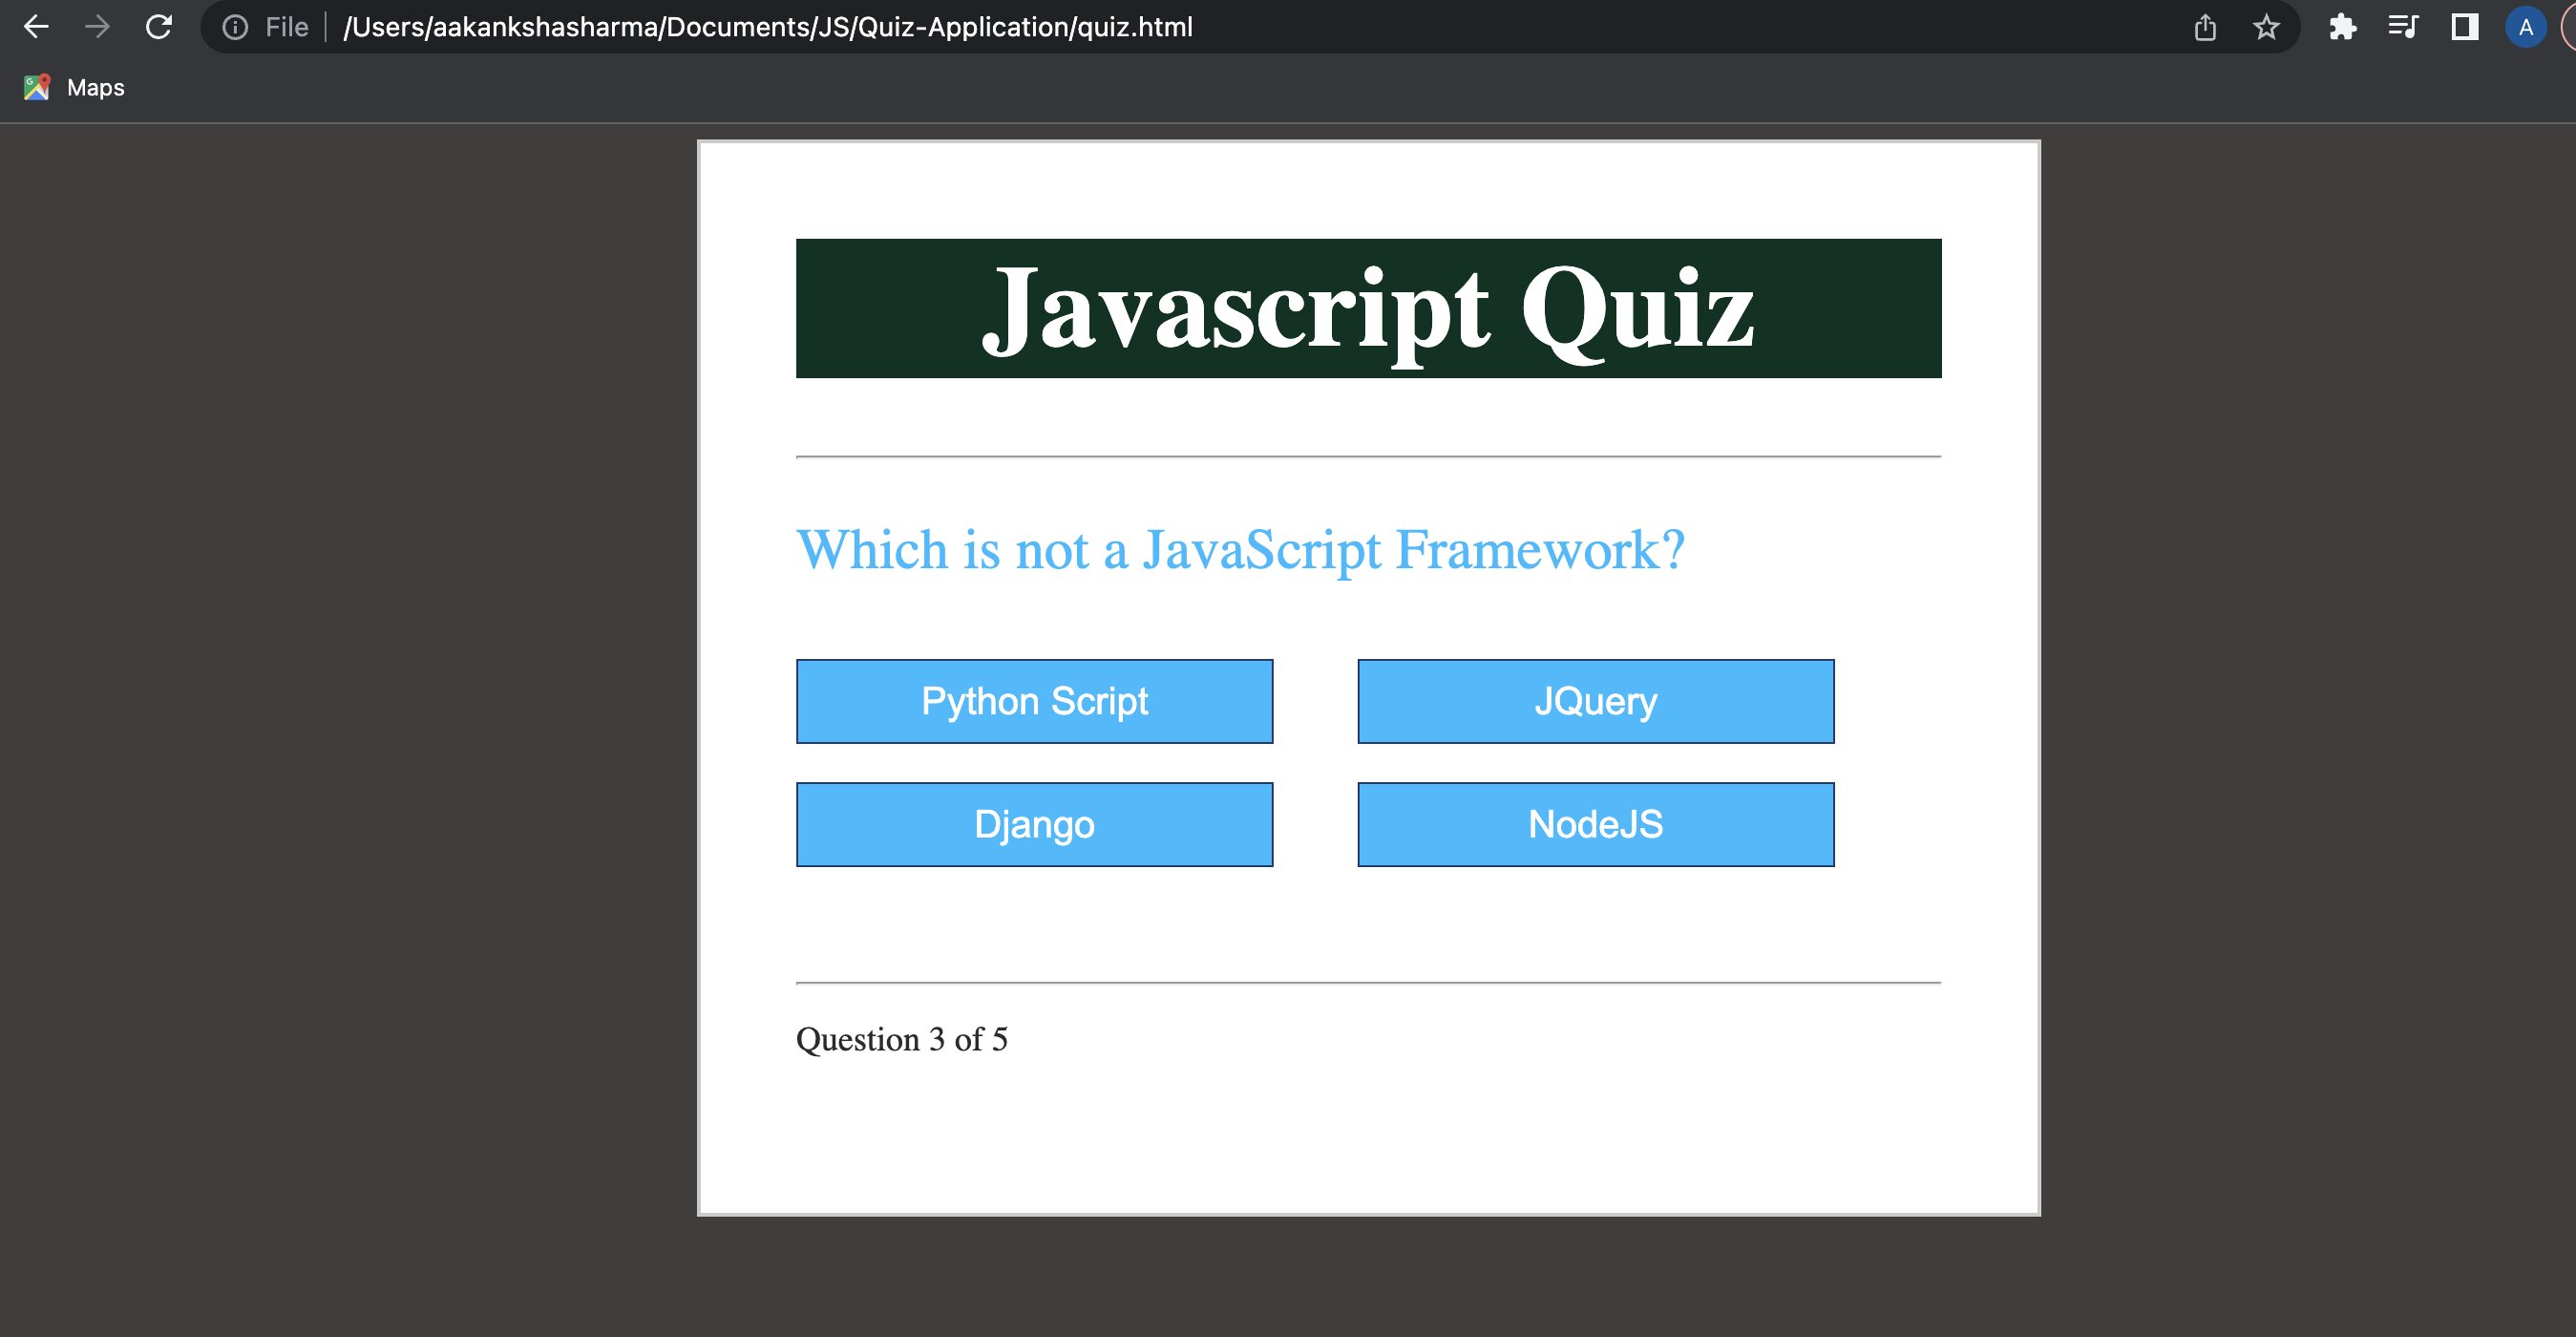 File /Users/aakankshasharma/Documents/JS/Quiz-Application/quiz.html A
Maps
Javascript Quiz
Which is not a JavaScript Framework?
Python Script JQuery
Django NodeJS
Question 3 of 5